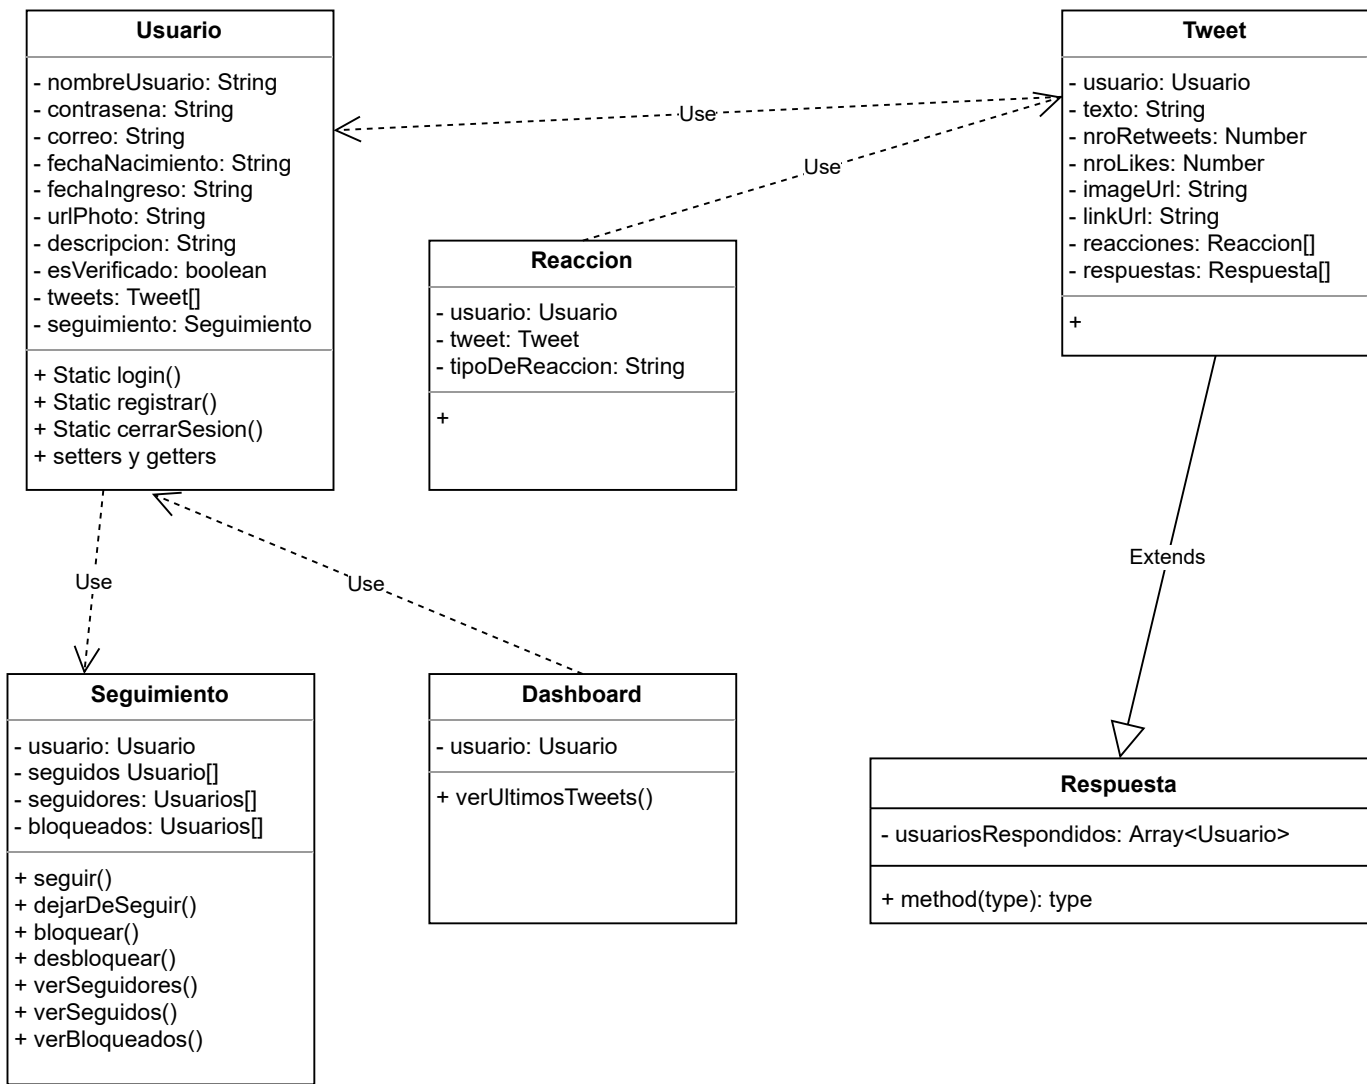 Usuario
- nombreUsuario: String
- contrasena: String
- correo: String
- fechaNacimiento: String
- fechaIngreso: String
- urlPhoto: String
- descripcion: String
- esVerificado: boolean
- tweets: Tweet[]
- seguimiento: Seguimiento
+ Static login()
+ Static registrar()
+ Static cerrarSesion()
+ setters y getters
Use
Use
Tweet
- usuario: Usuario
- texto: String
- nroRetweets: Number
- nroLikes: Number
- imageUrl: String
- linkUrl: String
- reacciones: Reaccion[]
- respuestas: Respuesta[]
+
Reaccion
- usuario: Usuario
- tweet: Tweet
- tipoDeReaccion: String
+
Use
Use
Extends
Seguimiento
- usuario: Usuario
- seguidos Usuario[]
- seguidores: Usuarios[]
- bloqueados: Usuarios[]
+ seguir()
+ dejarDeSeguir()
+ bloquear()
+ desbloquear()
+ verSeguidores()
+ verSeguidos()
+ verBloqueados()
Dashboard
- usuario: Usuario
+ verUltimosTweets()
Respuesta
- usuariosRespondidos: Array<Usuario>
+ method(type): type